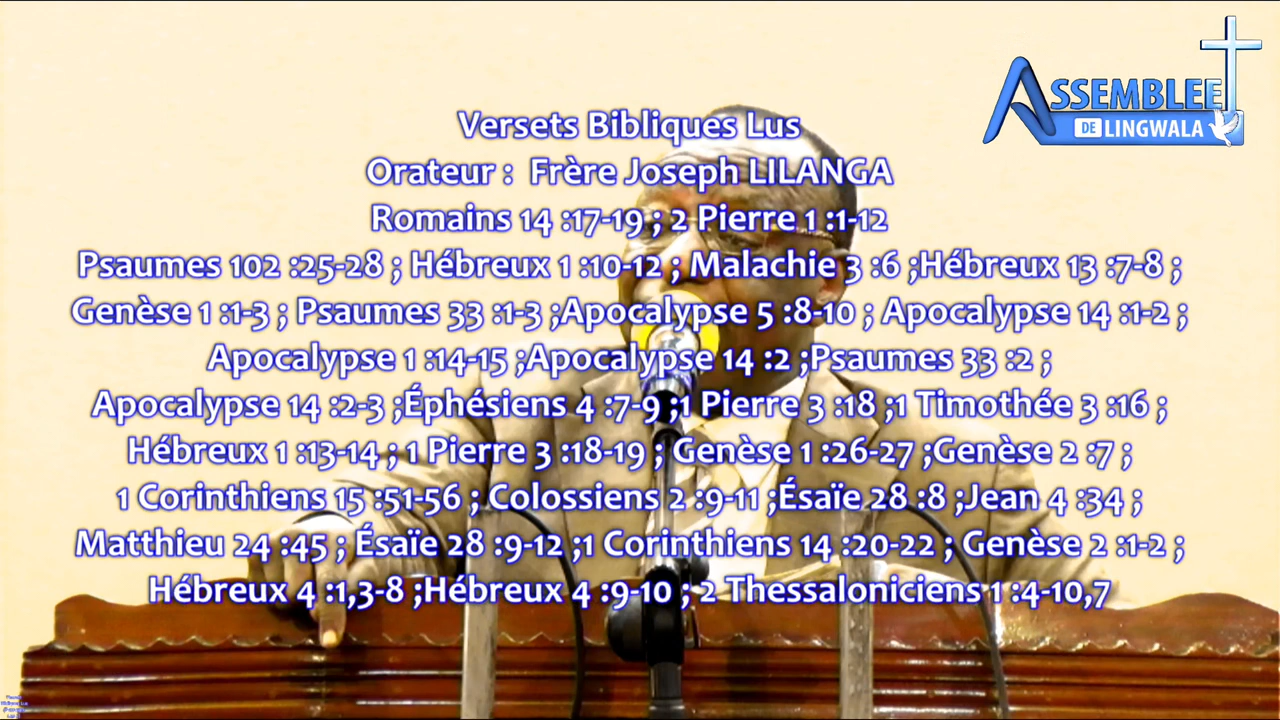 ASSEMBLEE
DE LINGWALA
Versets Bibliques Lus
Orateur :  Frère Joseph LILANGA
Romains 14 :17-19 ; 2 Pierre 1 :1-12
Psaumes 102 :25-28 ; Hébreux 1 :10-12 ; Malachie 3 :6 ;Hébreux 13 :7-8 ;
Genèse 1 :1-3 ; Psaumes 33 :1-3 ;Apocalypse 5 :8-10 ; Apocalypse 14 :1-2 ;
Apocalypse 1 :14-15 ;Apocalypse 14 :2 ;Psaumes 33 :2 ;
Apocalypse 14 :2-3 ;Éphésiens 4 :7-9 ;1 Pierre 3 :18 ;1 Timothée 3 :16 ;
Hébreux 1 :13-14 ; 1 Pierre 3 :18-19 ; Genèse 1 :26-27 ;Genèse 2 :7 ;
1 Corinthiens 15 :51-56 ; Colossiens 2 :9-11 ;Ésaïe 28 :8 ;Jean 4 :34 ;
Matthieu 24 :45 ; Ésaïe 28 :9-12 ;1 Corinthiens 14 :20-22 ; Genèse 2 :1-2 ;
Hébreux 4 :1,3-8 ;Hébreux 4 :9-10 ; 2 Thessaloniciens 1 :4-10,7